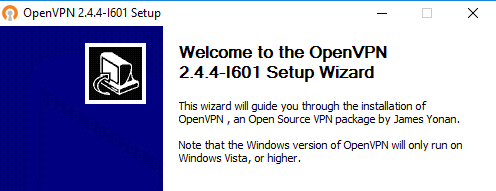 OpenVPN 2.4.4-I601 Setup
Welcome to the OpenVPN
2.4.4-I601 Setup Wizard
This wizard will guide you through the installation of
OpenVPN , an Open Source VPN package by James Yonan.
Note that the Windows version of OpenVPN will only run on
Windows Vista, or higher.